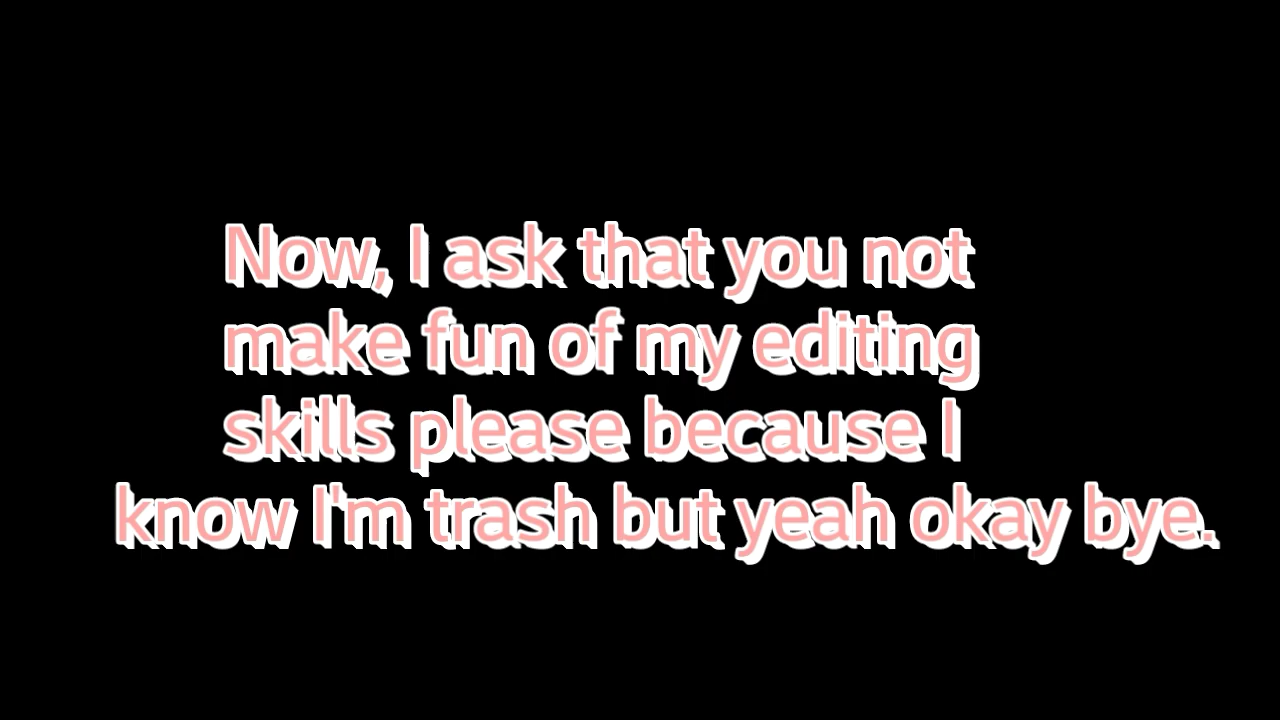 Now, I ask that you not
make fun of my editing
skills please because I
know I'm trash but yeah okay bye.